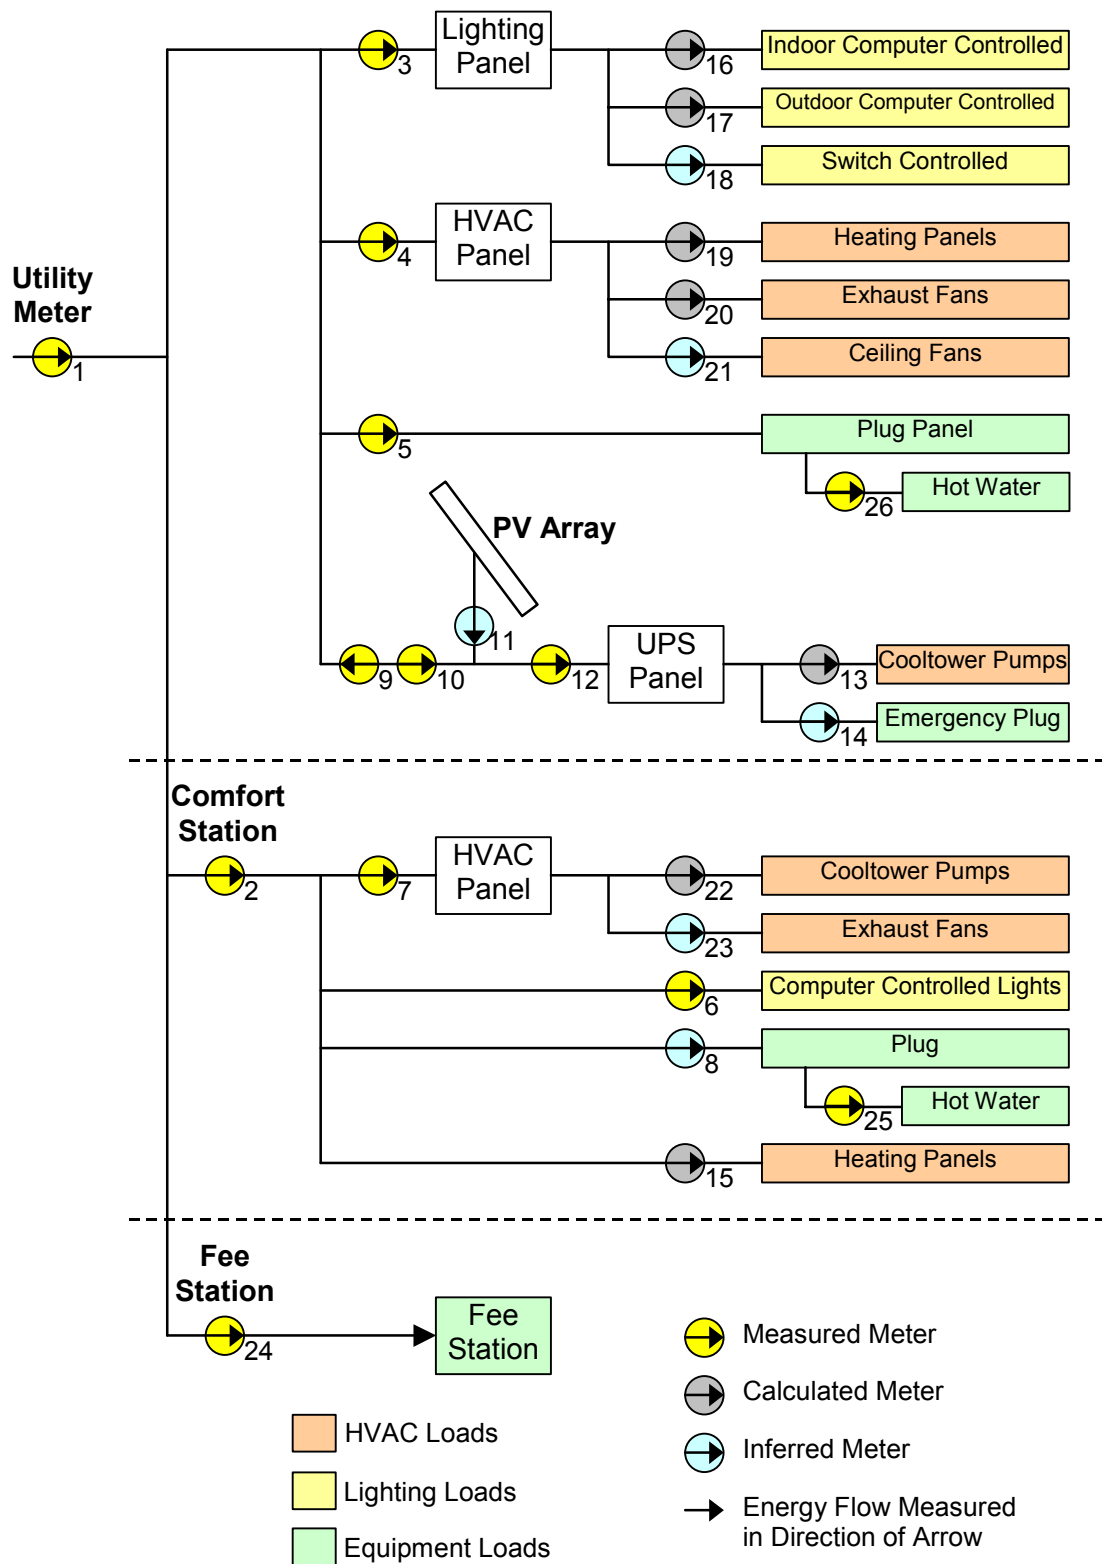 Lighting
Panel
3
16
Indoor Computer Controlled
17
Outdoor Computer Controlled
18
Switch Controlled
HVAC
Panel
4
19
Heating Panels
20
Exhaust Fans
21
Ceiling Fans
Utility
Meter
1
5
Plug Panel
26
Hot Water
PV Array
11
9
10
12
UPS
Panel
13
Cooltower Pumps
14
Emergency Plug
Comfort
Station
2
7
HVAC
Panel
22
Cooltower Pumps
23
Exhaust Fans
6
Computer Controlled Lights
8
Plug
25
Hot Water
15
Heating Panels
Fee
Station
24
Fee
Station
Measured Meter
Calculated Meter
Inferred Meter
Energy Flow Measured
in Direction of Arrow
HVAC Loads
Lighting Loads
Equipment Loads